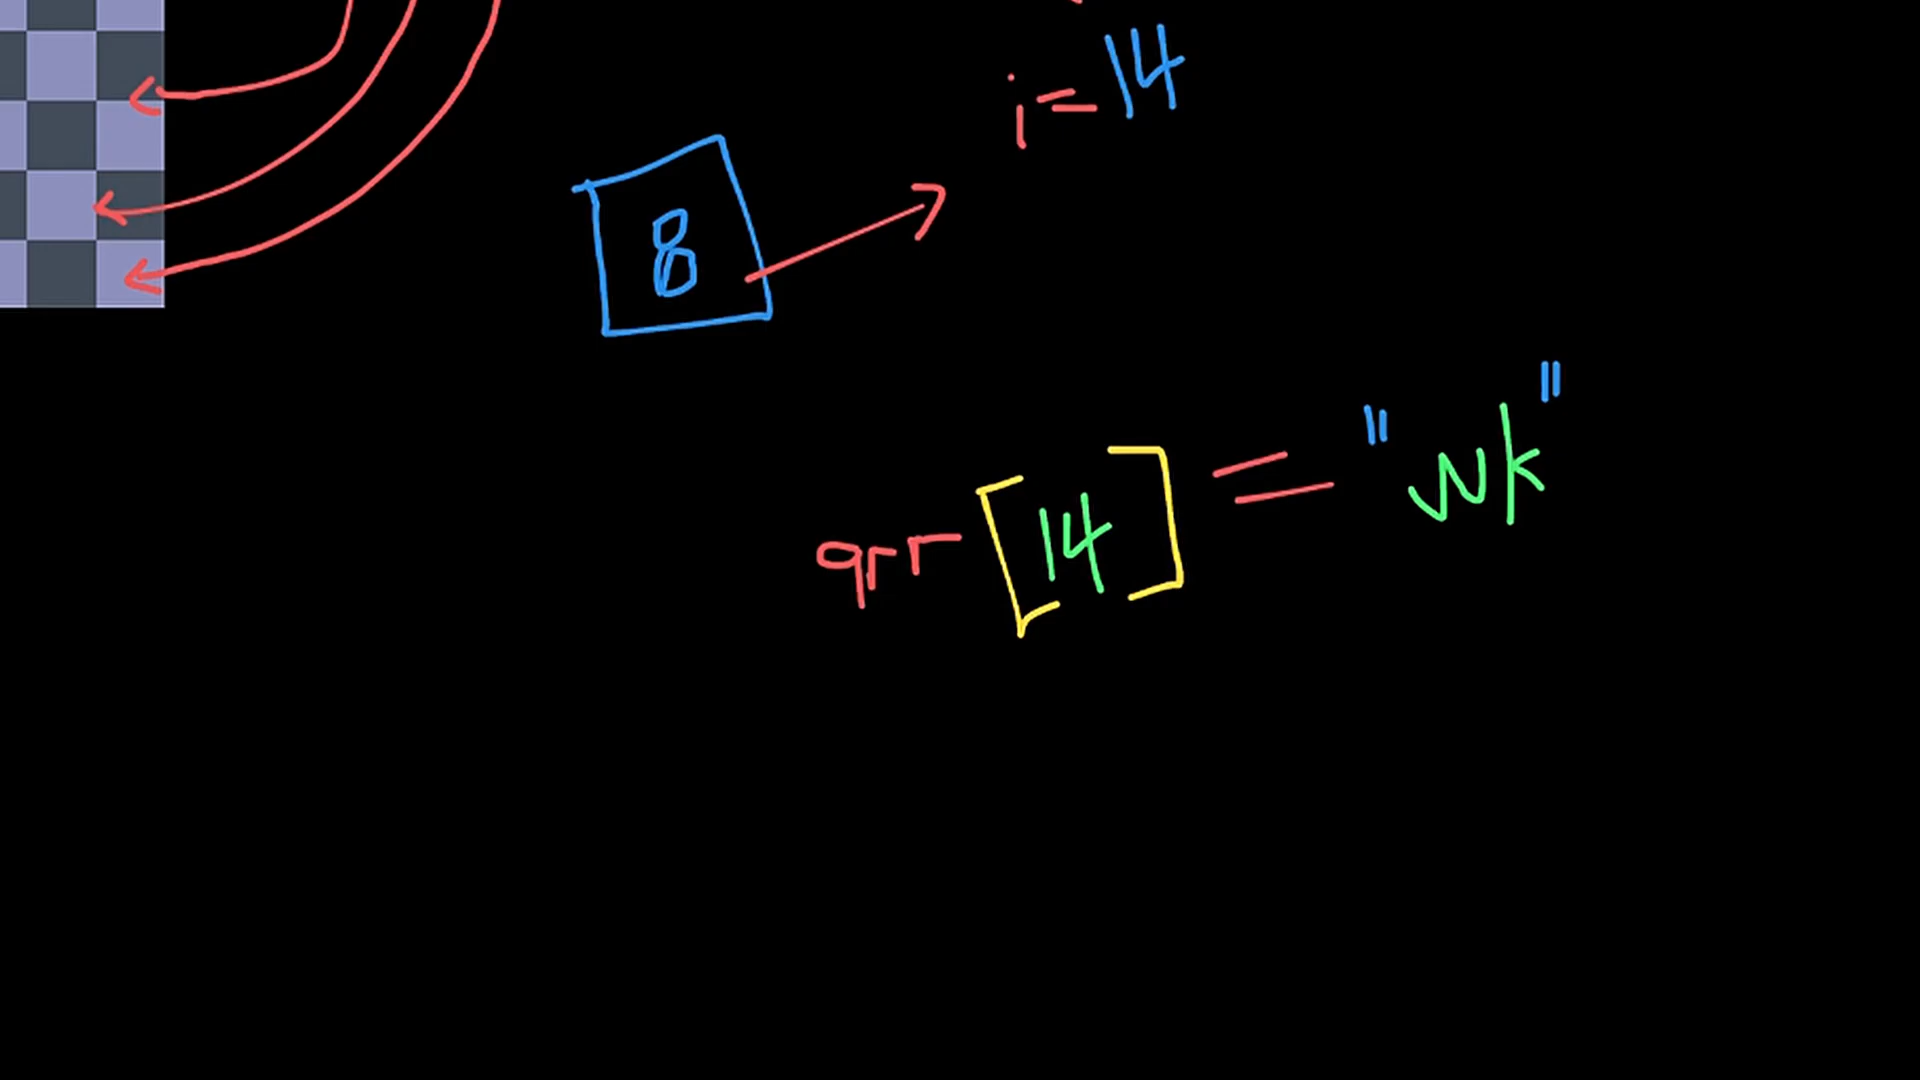 i = 14
8
arr [14] = "wk"